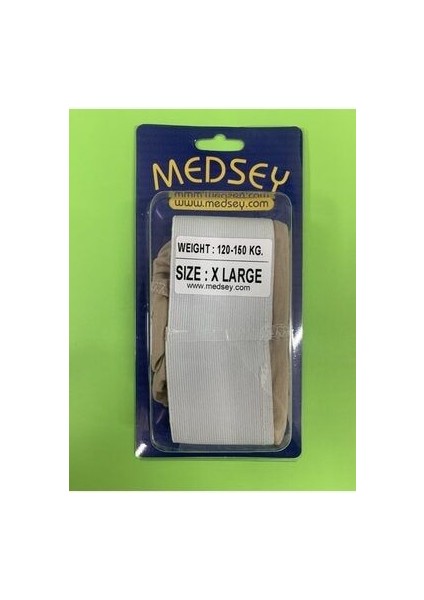 MEDSEY
www.medsey.com
WEIGHT : 120-150 KG.
SIZE : X LARGE
www.medsey.com